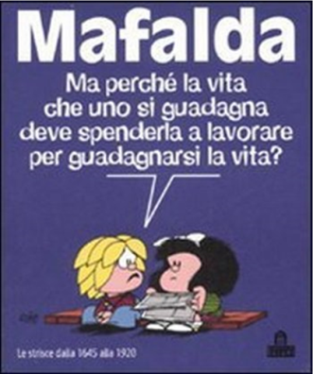 Mafalda
Ma perché la vita
che uno si guadagna
deve spenderla a lavorare
per guadagnarsi la vita?
Le strisce dalla 1645 alla 1920